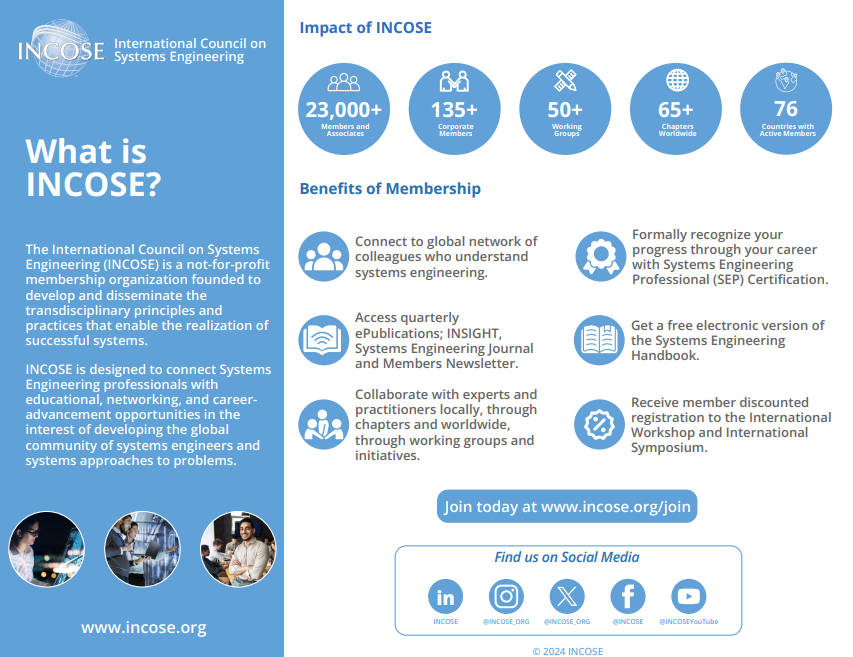 INCOSE
International Council on
Systems Engineering
What is
INCOSE?
The International Council on Systems
Engineering (INCOSE) is a not-for-profit
membership organization founded to
develop and disseminate the
transdisciplinary principles and
practices that enable the realization of
successful systems.
INCOSE is designed to connect Systems
Engineering professionals with
educational, networking, and career-
advancement opportunities in the
interest of developing the global
community of systems engineers and
systems approaches to problems.
www.incose.org
Impact of INCOSE
23,000+
Members and
Associates
135+
Corporate
Members
50+
Working
Groups
65+
Chapters
Worldwide
76
Countries with
Active Members
Benefits of Membership
Connect to global network of
colleagues who understand
systems engineering.
Formally recognize your
progress through your career
with Systems Engineering
Professional (SEP) Certification.
Access quarterly
ePublications; INSIGHT,
Systems Engineering Journal
and Members Newsletter.
Get a free electronic version of
the Systems Engineering
Handbook.
Collaborate with experts and
practitioners locally, through
chapters and worldwide,
through working groups and
initiatives.
Receive member discounted
registration to the International
Workshop and International
Symposium.
Join today at www.incose.org/join
Find us on Social Media
INCOSE
@INCOSE_ORG
@INCOSE_ORG
@INCOSE
@INCOSEYouTube
© 2024 INCOSE